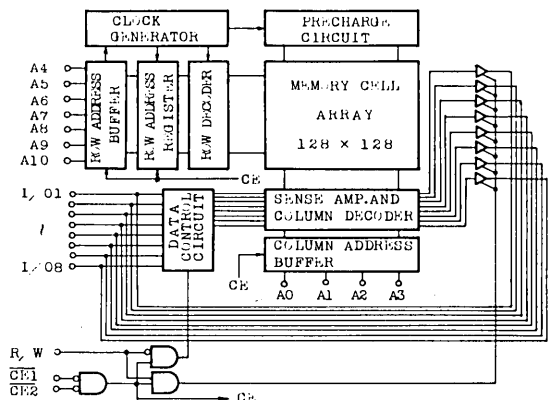 CLOCK
GENERATOR
PRECHARGE
CIRCUIT
A4
A5
A6
A7
A8
A9
A10
ROW ADDRESS
BUFFER
ROW ADDRESS
REGISTER
ROW DECODER
MEMORY CELL
ARRAY
128 × 128
CE
I/O1
~
I/O8
DATA
CONTROL
CIRCUIT
SENSE AMP. AND
COLUMN DECODER
COLUMN ADDRESS
BUFFER
CE
A0 A1 A2 A3
R/W
CE1
CE2
CE